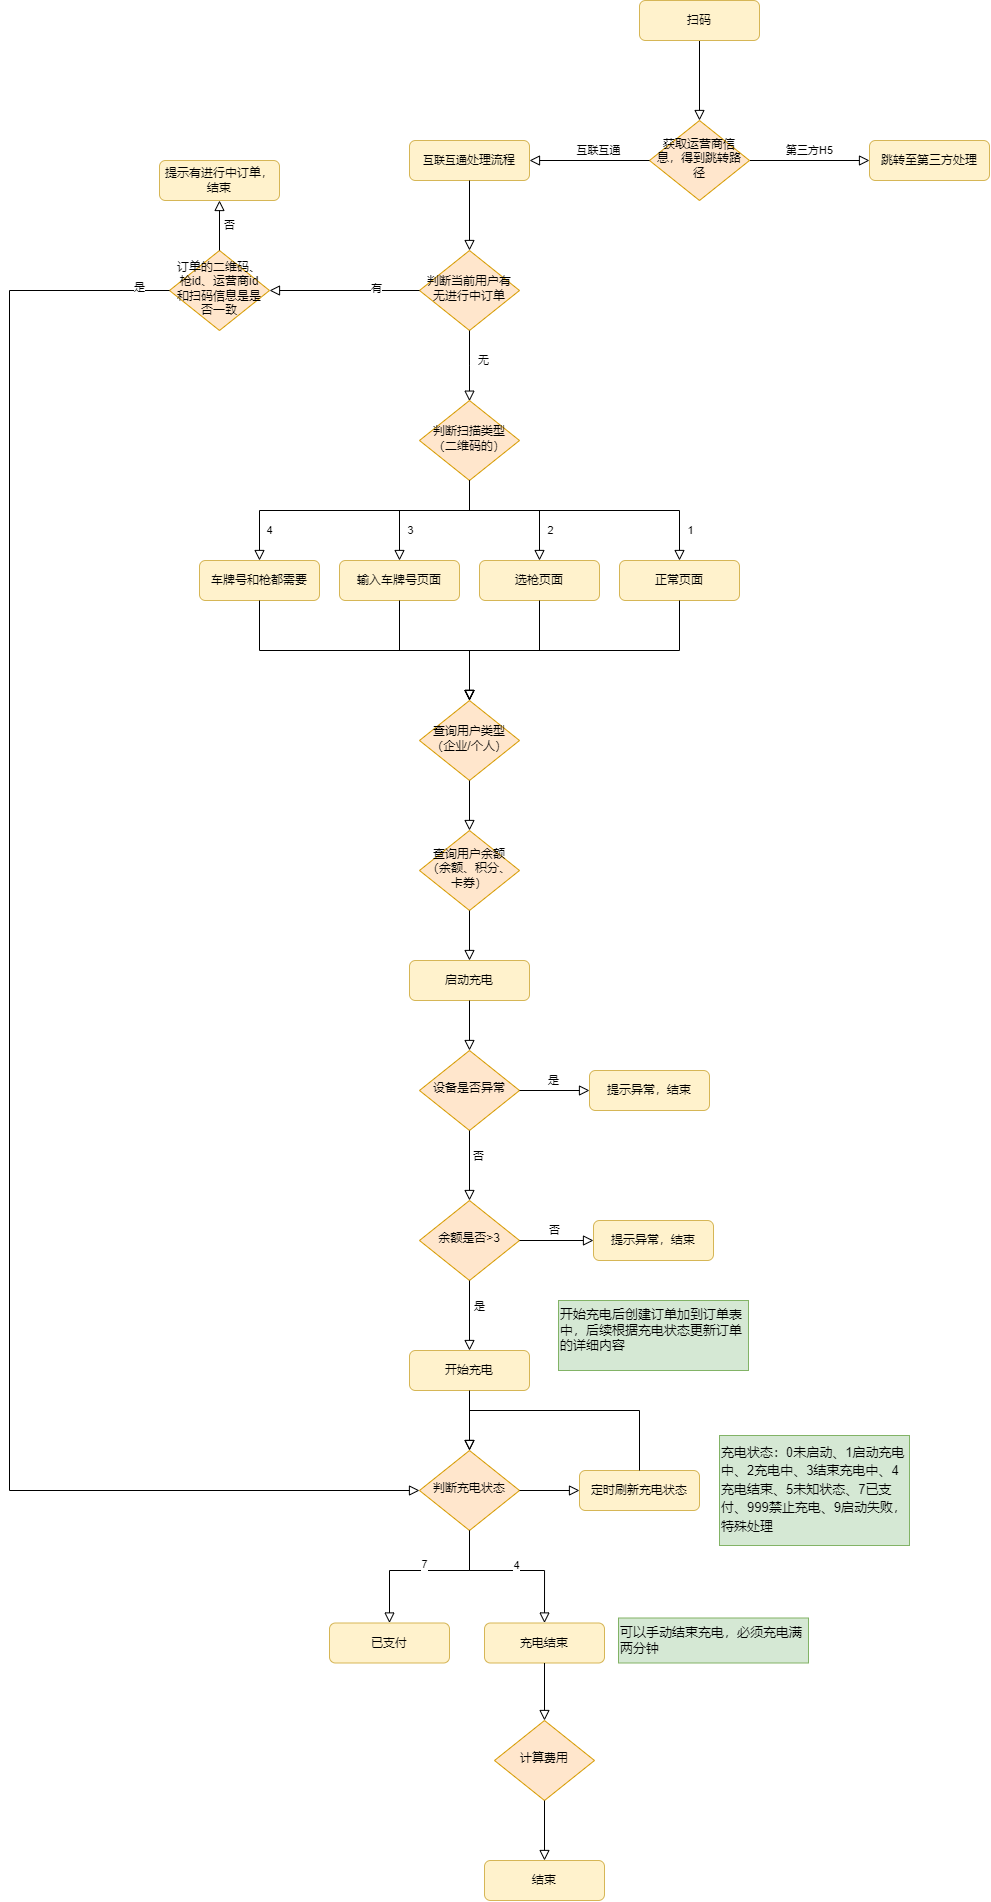 扫码
获取运营商信
息，得到跳转路
径
互联互通
第三方H5
互联互通处理流程
跳转至第三方处理
提示有进行中订单，
结束
否
订单的二维码、
枪id、运营商id
和扫码信息是是
否一致
是
有
判断当前用户有
无进行中订单
无
判断扫描类型
（二维码的）
4
3
2
1
车牌号和枪都需要
输入车牌号页面
选枪页面
正常页面
查询用户类型
（企业/个人）
查询用户余额
（余额、积分、
卡券）
启动充电
设备是否异常
是
提示异常，结束
否
余额是否>3
否
提示异常，结束
是
开始充电后创建订单加到订单表
中，后续根据充电状态更新订单
的详细内容
开始充电
判断充电状态
定时刷新充电状态
充电状态：0未启动、1启动充电
中、2充电中、3结束充电中、4
充电结束、5未知状态、7已支
付、999禁止充电、9启动失败，
特殊处理
7
4
已支付
充电结束
可以手动结束充电，必须充电满
两分钟
计算费用
结束